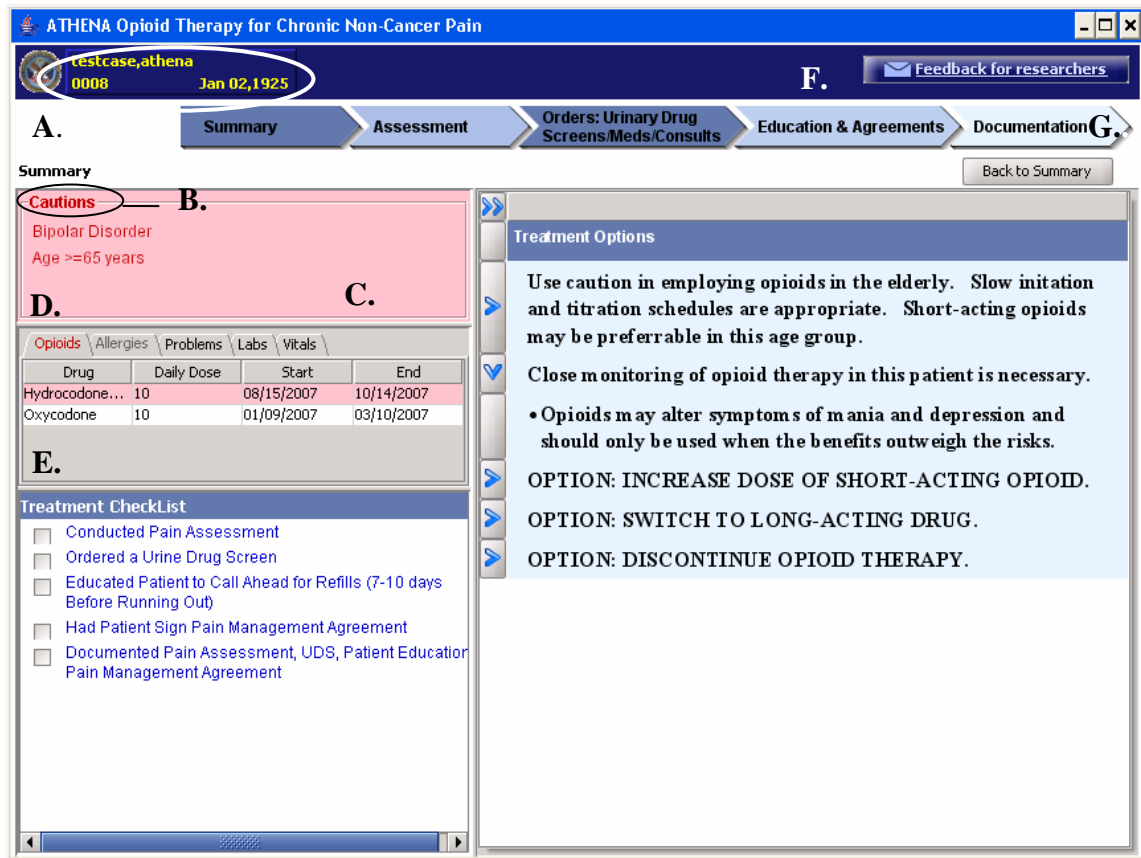 ATHENA Opioid Therapy for Chronic Non-Cancer Pain
testcase,athena
0008 Jan 02,1925
F.
Feedback for researchers
A.
Summary
Assessment
Orders: Urinary Drug
Screens/Meds/Consults
Education & Agreements
Documentation
G.
Summary
Back to Summary
Cautions
B.
Bipolar Disorder
Age >=65 years
D.
C.
Opioids Allergies Problems Labs Vitals
Drug Daily Dose Start End
Hydrocodone... 10 08/15/2007 10/14/2007
Oxycodone 10 01/09/2007 03/10/2007
E.
Treatment CheckList
Conducted Pain Assessment
Ordered a Urine Drug Screen
Educated Patient to Call Ahead for Refills (7-10 days
Before Running Out)
Had Patient Sign Pain Management Agreement
Documented Pain Assessment, UDS, Patient Education
Pain Management Agreement
Treatment Options
Use caution in employing opioids in the elderly. Slow initation
and titration schedules are appropriate. Short-acting opioids
may be preferrable in this age group.
Close monitoring of opioid therapy in this patient is necessary.
• Opioids may alter symptoms of mania and depression and
should only be used when the benefits outweigh the risks.
OPTION: INCREASE DOSE OF SHORT-ACTING OPIOID.
OPTION: SWITCH TO LONG-ACTING DRUG.
OPTION: DISCONTINUE OPIOID THERAPY.